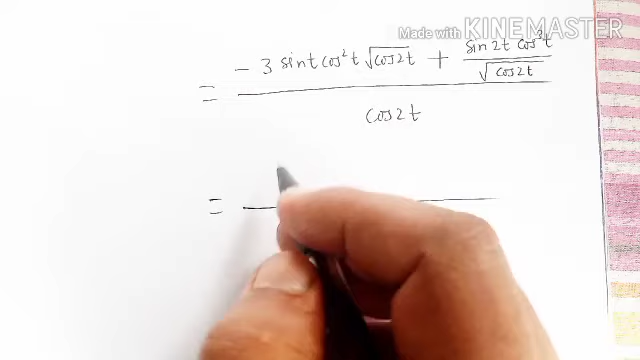 Made with KINEMASTER
= (- 3 sint cos²t √cos2t + (sin2t cos³t)/(√cos2t)) / (cos2t)
=